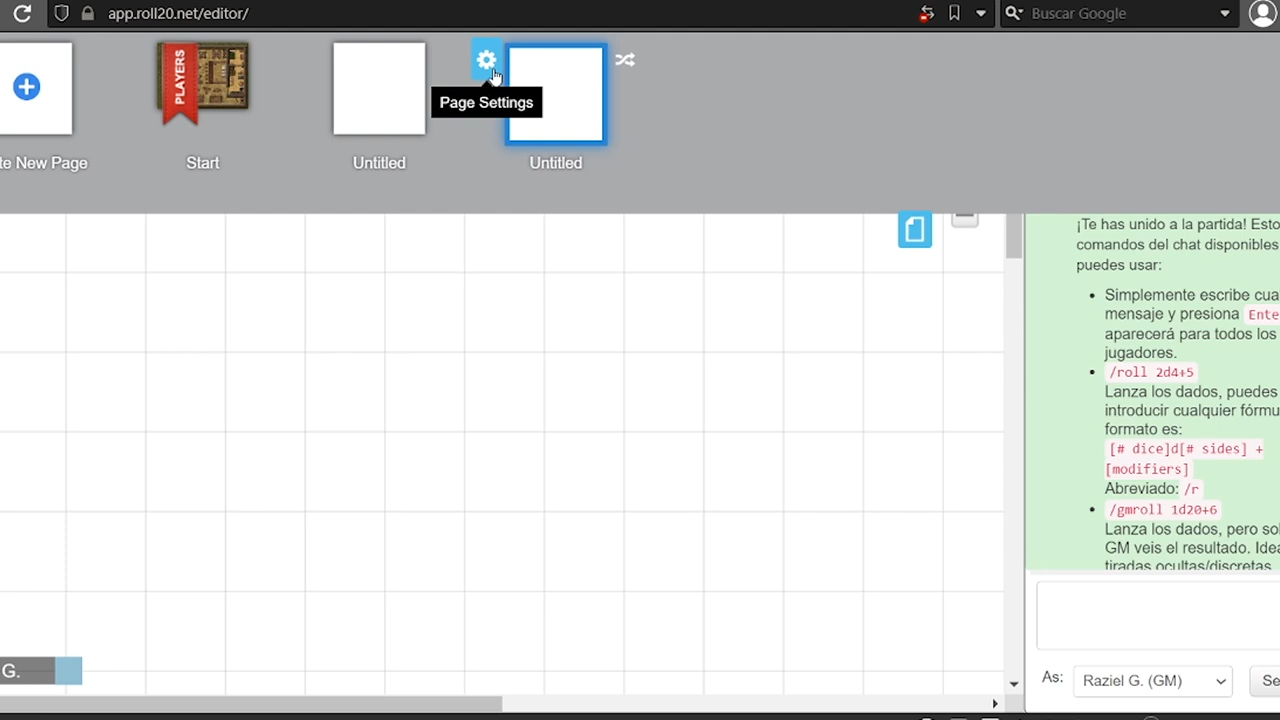 app.roll20.net/editor/
Buscar Google
PLAYERS
Page Settings
te New Page
Start
Untitled
Untitled
¡Te has unido a la partida! Esto
comandos del chat disponibles
puedes usar:
Simplemente escribe cua
mensaje y presiona Ente
aparecerá para todos los
jugadores.
/roll 2d4+5
Lanza los dados, puedes
introducir cualquier fórmu
formato es:
[# dice]d[# sides] +
[modifiers]
Abreviado: /r
/gmroll 1d20+6
Lanza los dados, pero sol
GM veis el resultado. Idea
tiradas ocultas/discretas
G.
As: Raziel G. (GM) Se